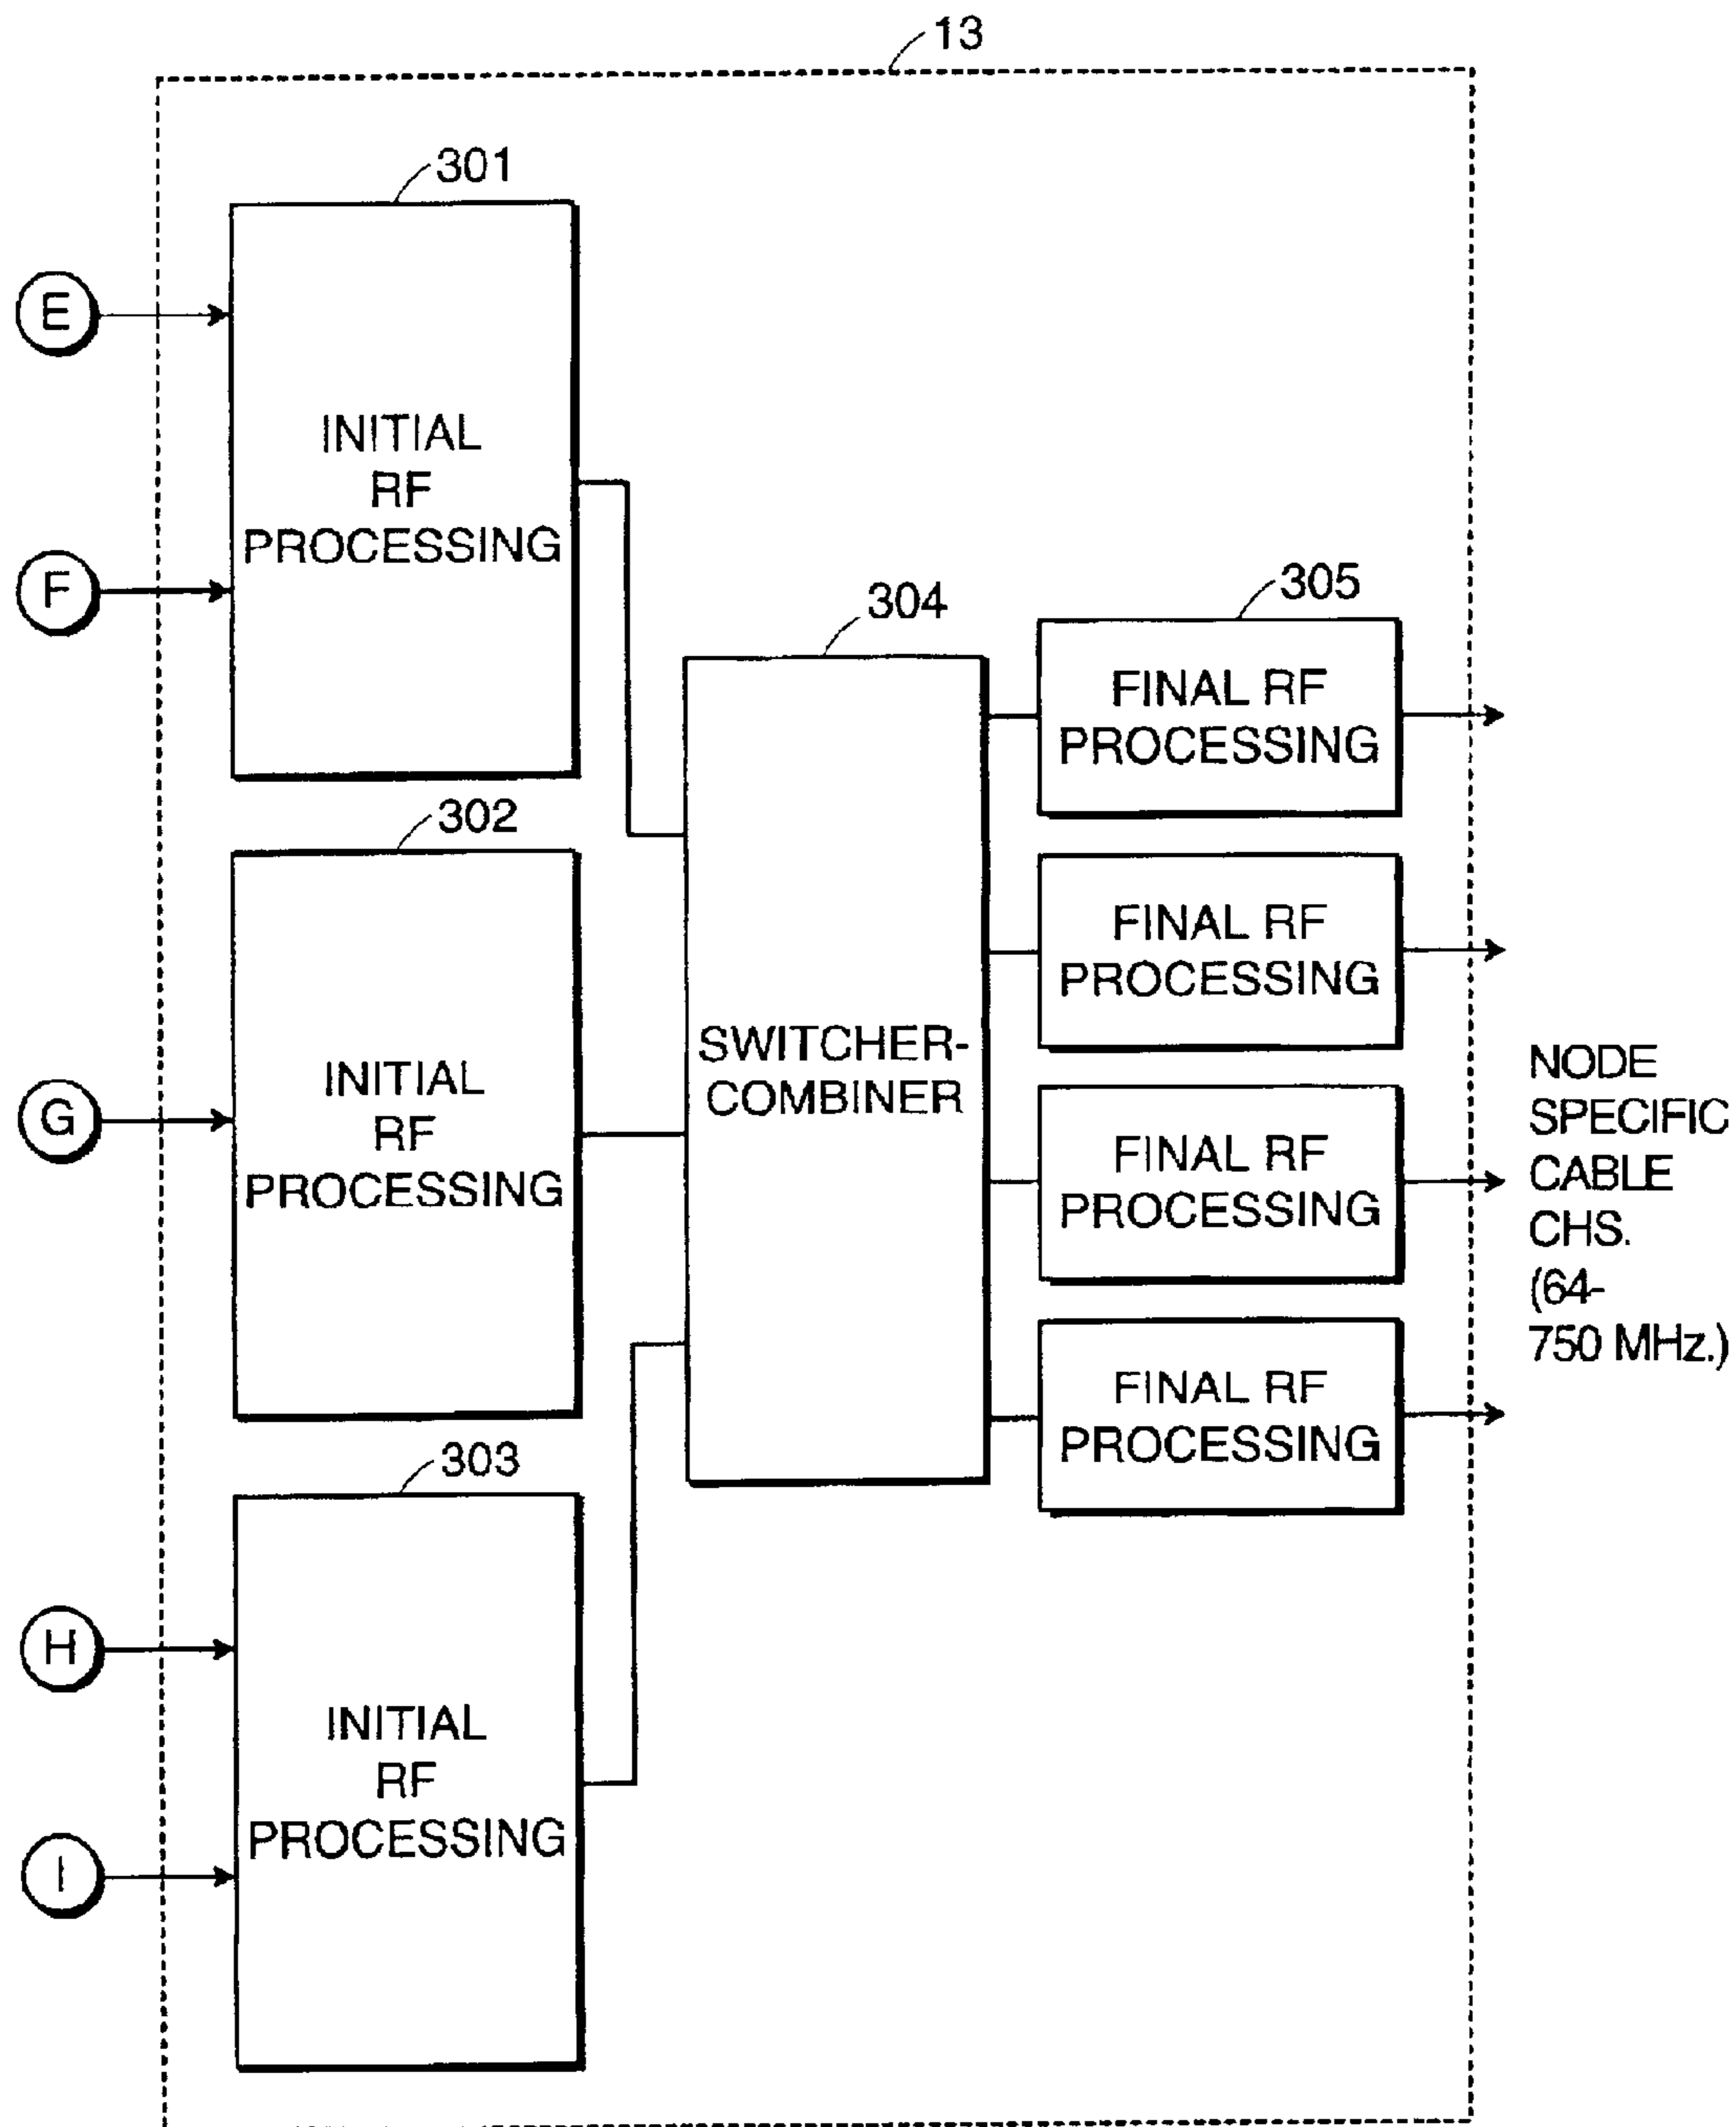 13
301
E
INITIAL
RF
PROCESSING
F
305
304
FINAL RF
PROCESSING
302
FINAL RF
PROCESSING
SWITCHER-
COMBINER
INITIAL
RF
PROCESSING
G
NODE
SPECIFIC
CABLE
CHS.
(64-
750 MHz.)
FINAL RF
PROCESSING
FINAL RF
PROCESSING
303
H
INITIAL
RF
PROCESSING
I